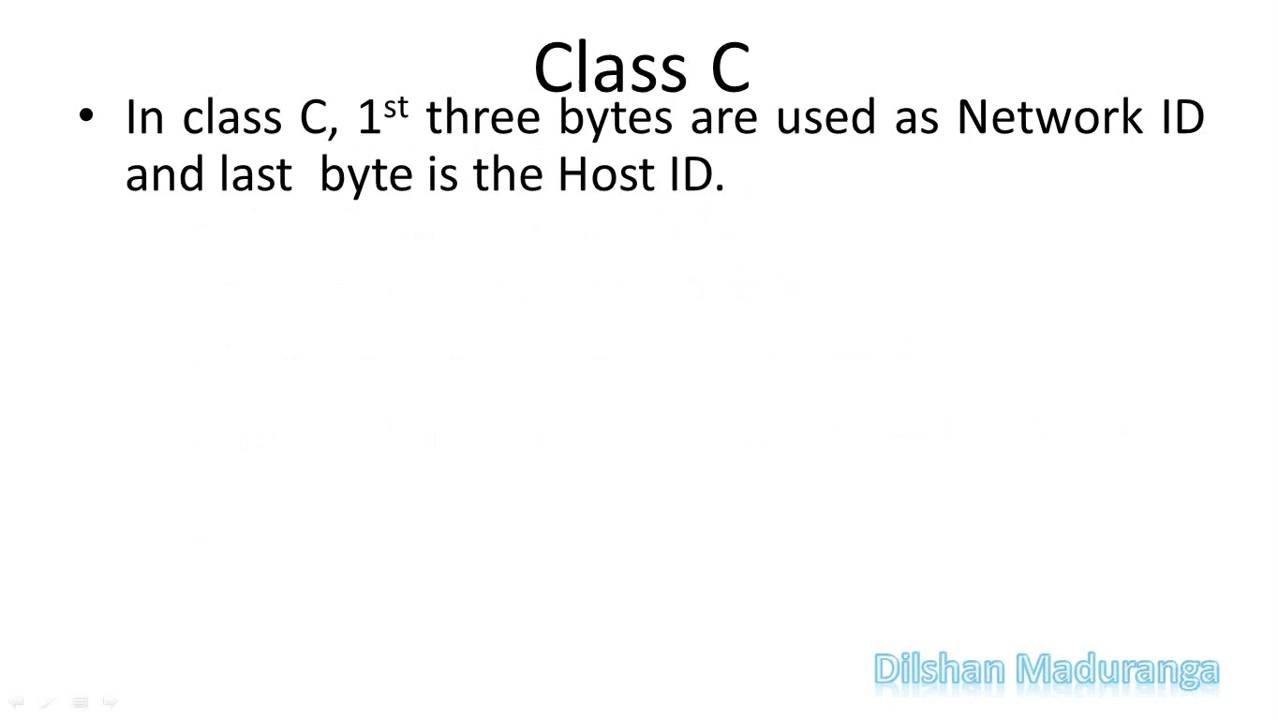 Class C
• In class C, 1st three bytes are used as Network ID
and last byte is the Host ID.
Dilshan Maduranga